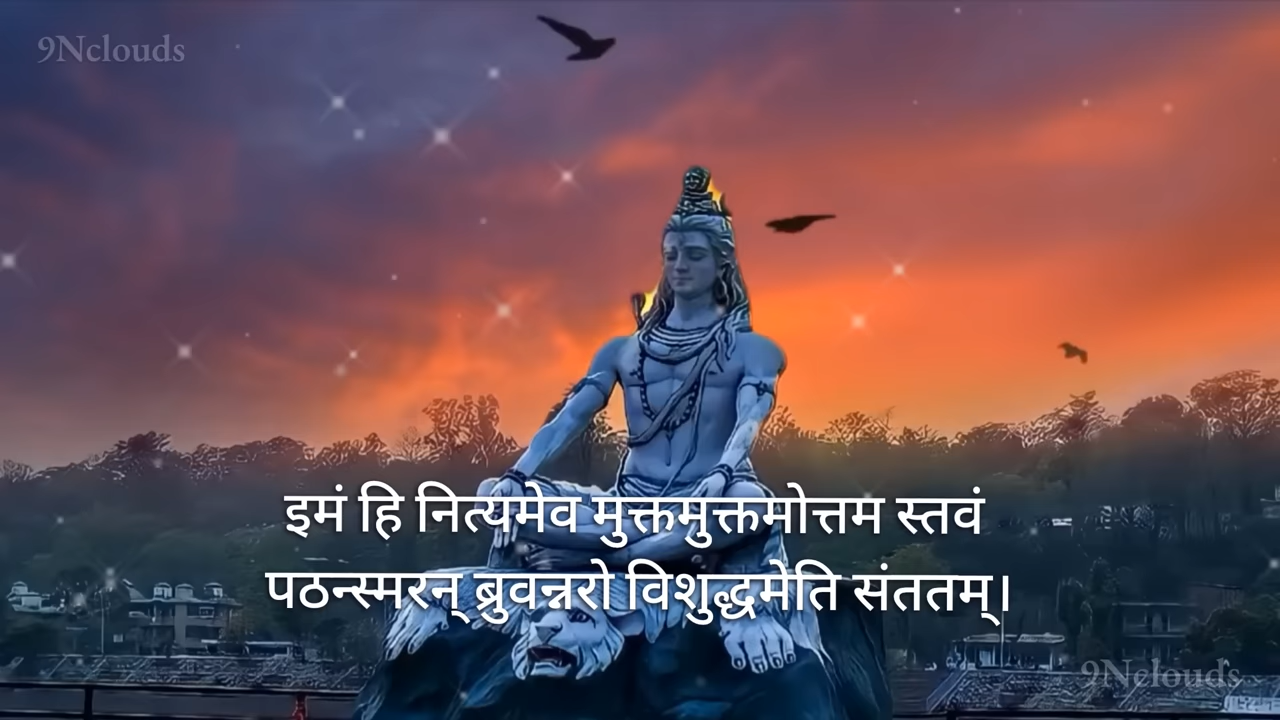 9Nclouds
इमं हि नित्यमेव मुक्तमुक्तमोत्तम स्तवं
पठन्स्मरन् ब्रुवन्नरो विशुद्धमेति संततम्।
9Nclouds